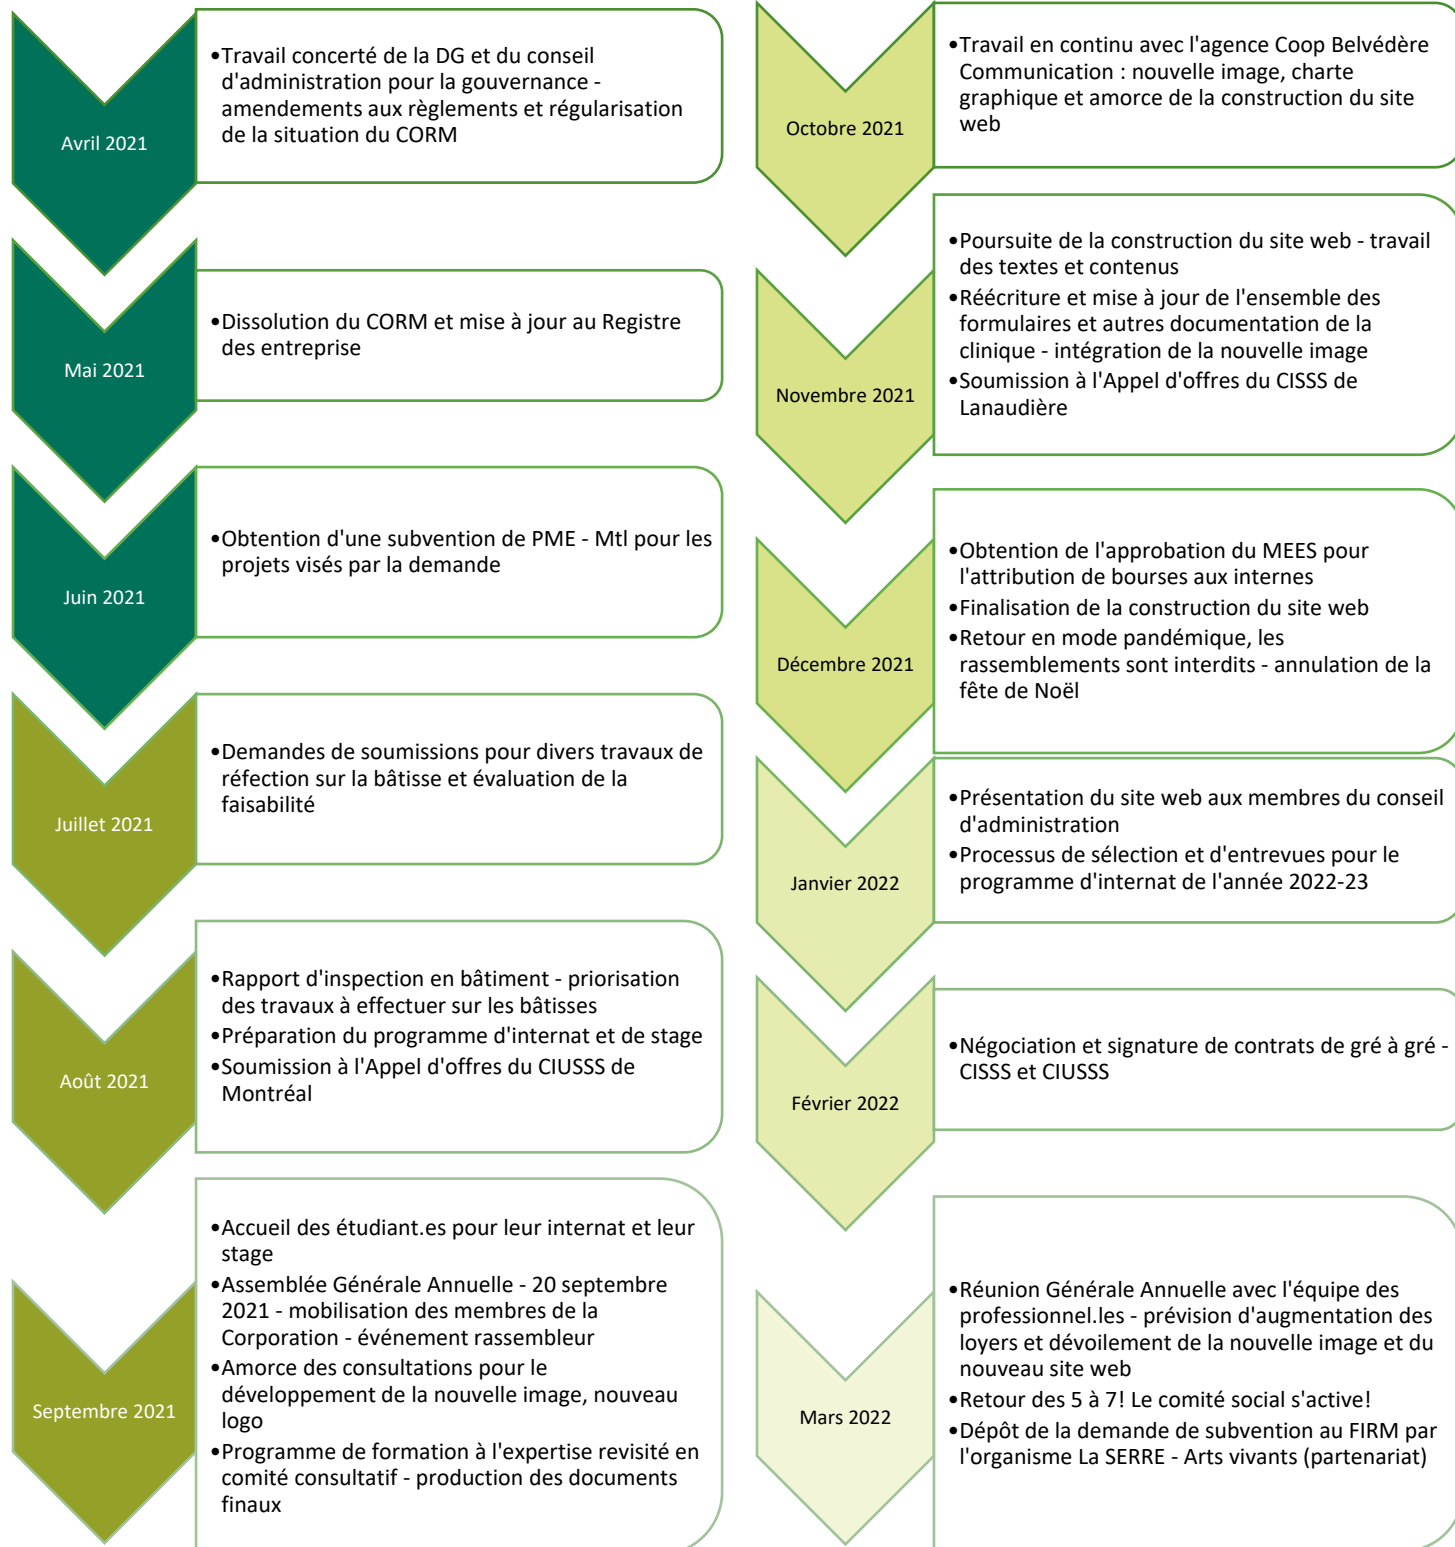 Avril 2021
•Travail concerté de la DG et du conseil
d'administration pour la gouvernance -
amendements aux règlements et régularisation
de la situation du CORM
Mai 2021
•Dissolution du CORM et mise à jour au Registre
des entreprise
Juin 2021
•Obtention d'une subvention de PME - Mtl pour les
projets visés par la demande
Juillet 2021
•Demandes de soumissions pour divers travaux de
réfection sur la bâtisse et évaluation de la
faisabilité
Août 2021
•Rapport d'inspection en bâtiment - priorisation
des travaux à effectuer sur les bâtisses
•Préparation du programme d'internat et de stage
•Soumission à l'Appel d'offres du CIUSSS de
Montréal
Septembre 2021
•Accueil des étudiant.es pour leur internat et leur
stage
•Assemblée Générale Annuelle - 20 septembre
2021 - mobilisation des membres de la
Corporation - événement rassembleur
•Amorce des consultations pour le
développement de la nouvelle image, nouveau
logo
•Programme de formation à l'expertise revisité en
comité consultatif - production des documents
finaux
Octobre 2021
•Travail en continu avec l'agence Coop Belvédère
Communication : nouvelle image, charte
graphique et amorce de la construction du site
web
Novembre 2021
•Poursuite de la construction du site web - travail
des textes et contenus
•Réécriture et mise à jour de l'ensemble des
formulaires et autres documentation de la
clinique - intégration de la nouvelle image
•Soumission à l'Appel d'offres du CISSS de
Lanaudière
Décembre 2021
•Obtention de l'approbation du MEES pour
l'attribution de bourses aux internes
•Finalisation de la construction du site web
•Retour en mode pandémique, les
rassemblements sont interdits - annulation de la
fête de Noël
Janvier 2022
•Présentation du site web aux membres du conseil
d'administration
•Processus de sélection et d'entrevues pour le
programme d'internat de l'année 2022-23
Février 2022
•Négociation et signature de contrats de gré à gré -
CISSS et CIUSSS
Mars 2022
•Réunion Générale Annuelle avec l'équipe des
professionnel.les - prévision d'augmentation des
loyers et dévoilement de la nouvelle image et du
nouveau site web
•Retour des 5 à 7! Le comité social s'active!
•Dépôt de la demande de subvention au FIRM par
l'organisme La SERRE - Arts vivants (partenariat)